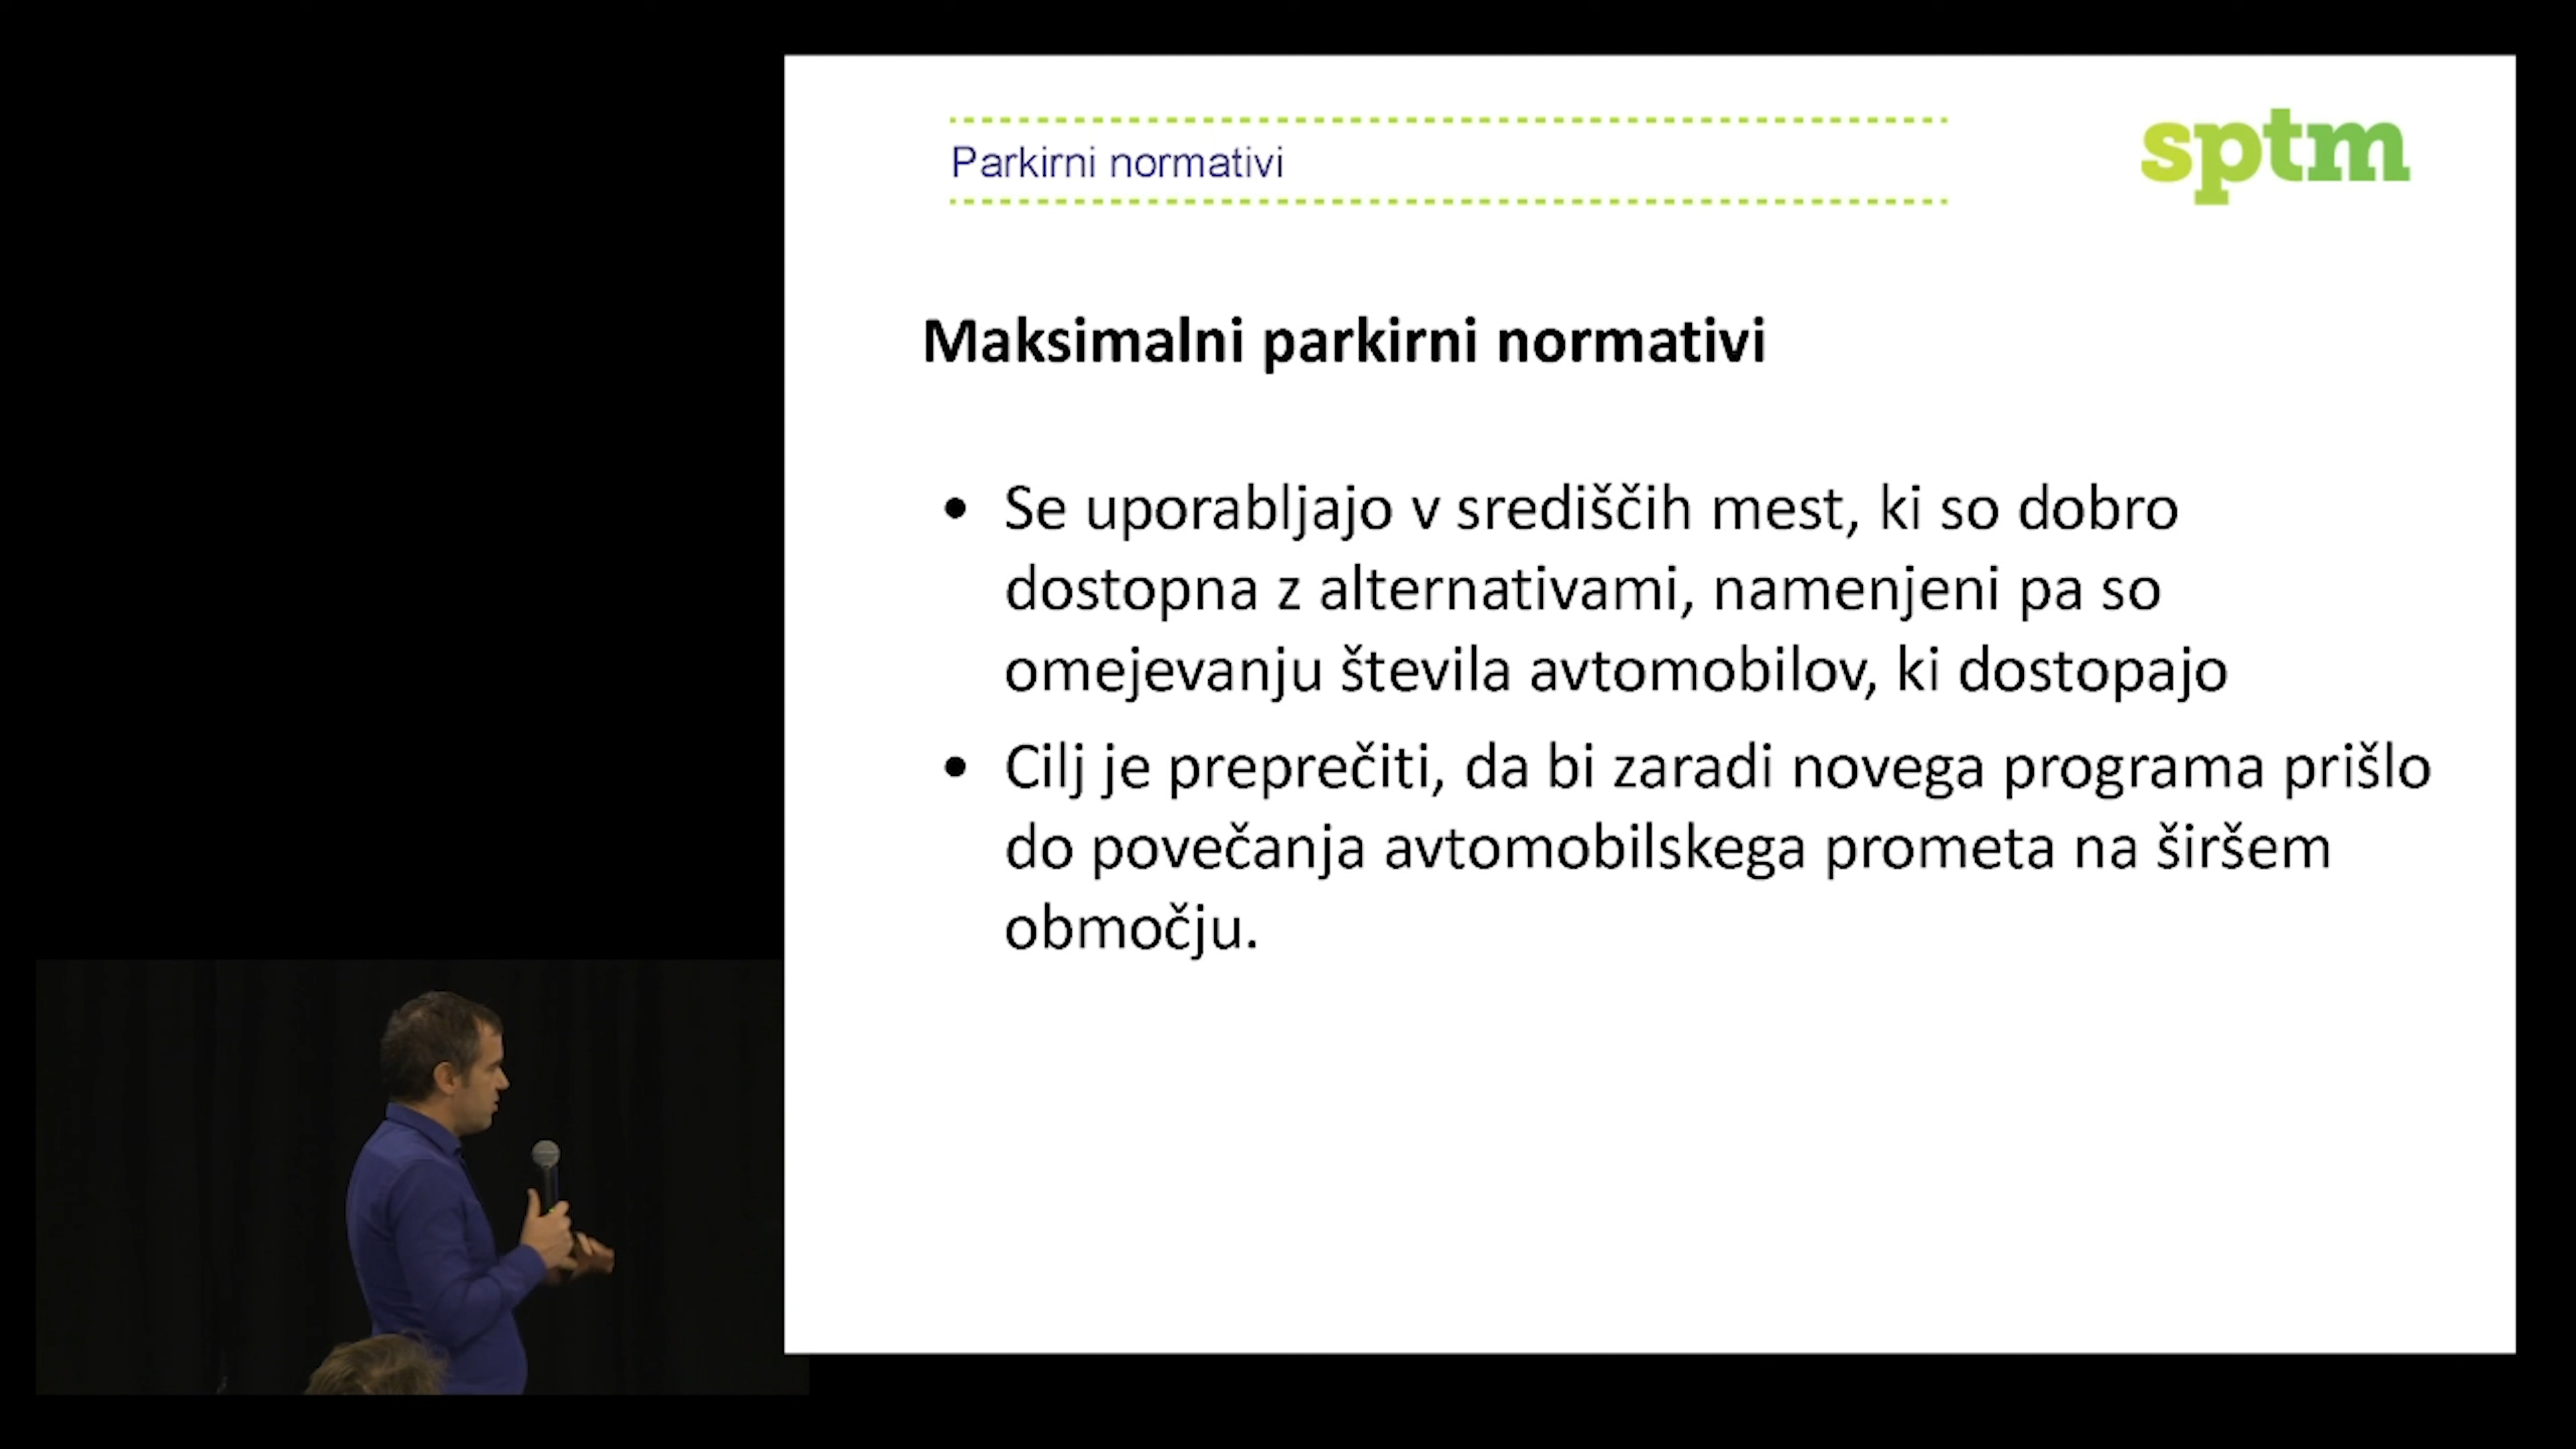 Parkirni normativi
sptm
Maksimalni parkirni normativi
• Se uporabljajo v središčih mest, ki so dobro
dostopna z alternativami, namenjeni pa so
omejevanju števila avtomobilov, ki dostopajo
• Cilj je preprečiti, da bi zaradi novega programa prišlo
do povečanja avtomobilskega prometa na širšem
območju.